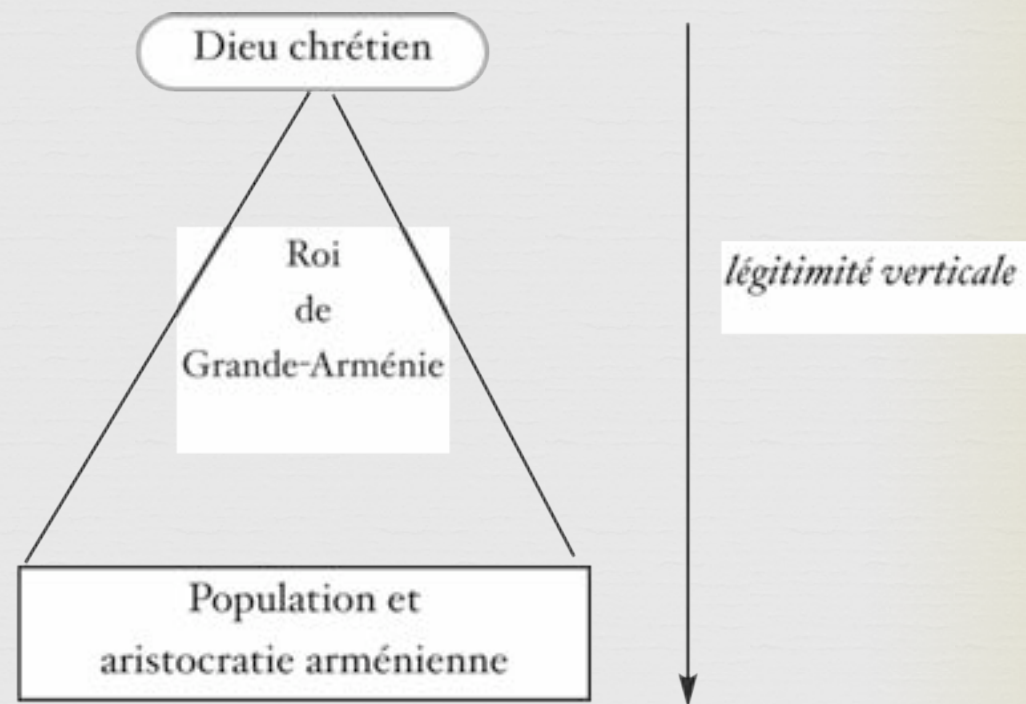 Dieu chrétien
Roi
de
Grande-Arménie
légitimité verticale
Population et
aristocratie arménienne